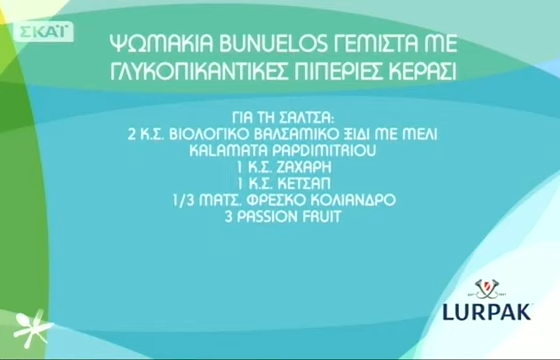 ΣΚΑΪ
ΨΩΜΑΚΙΑ BUNUELOS ΓΕΜΙΣΤΑ ΜΕ
ΓΛΥΚΟΠΙΚΑΝΤΙΚΕΣ ΠΙΠΕΡΙΕΣ ΚΕΡΑΣΙ
ΓΙΑ ΤΗ ΣΑΛΤΣΑ:
2 Κ.Σ. ΒΙΟΛΟΓΙΚΟ ΒΑΛΣΑΜΙΚΟ ΞΙΔΙ ΜΕ ΜΕΛΙ
KALAMATA PAPDIMITRIOU
1 Κ.Σ. ΖΑΧΑΡΗ
1 Κ.Σ. ΚΕΤΣΑΠ
1/3 ΜΑΤΣ. ΦΡΕΣΚΟ ΚΟΛΙΑΝΔΡΟ
3 PASSION FRUIT
LURPAK